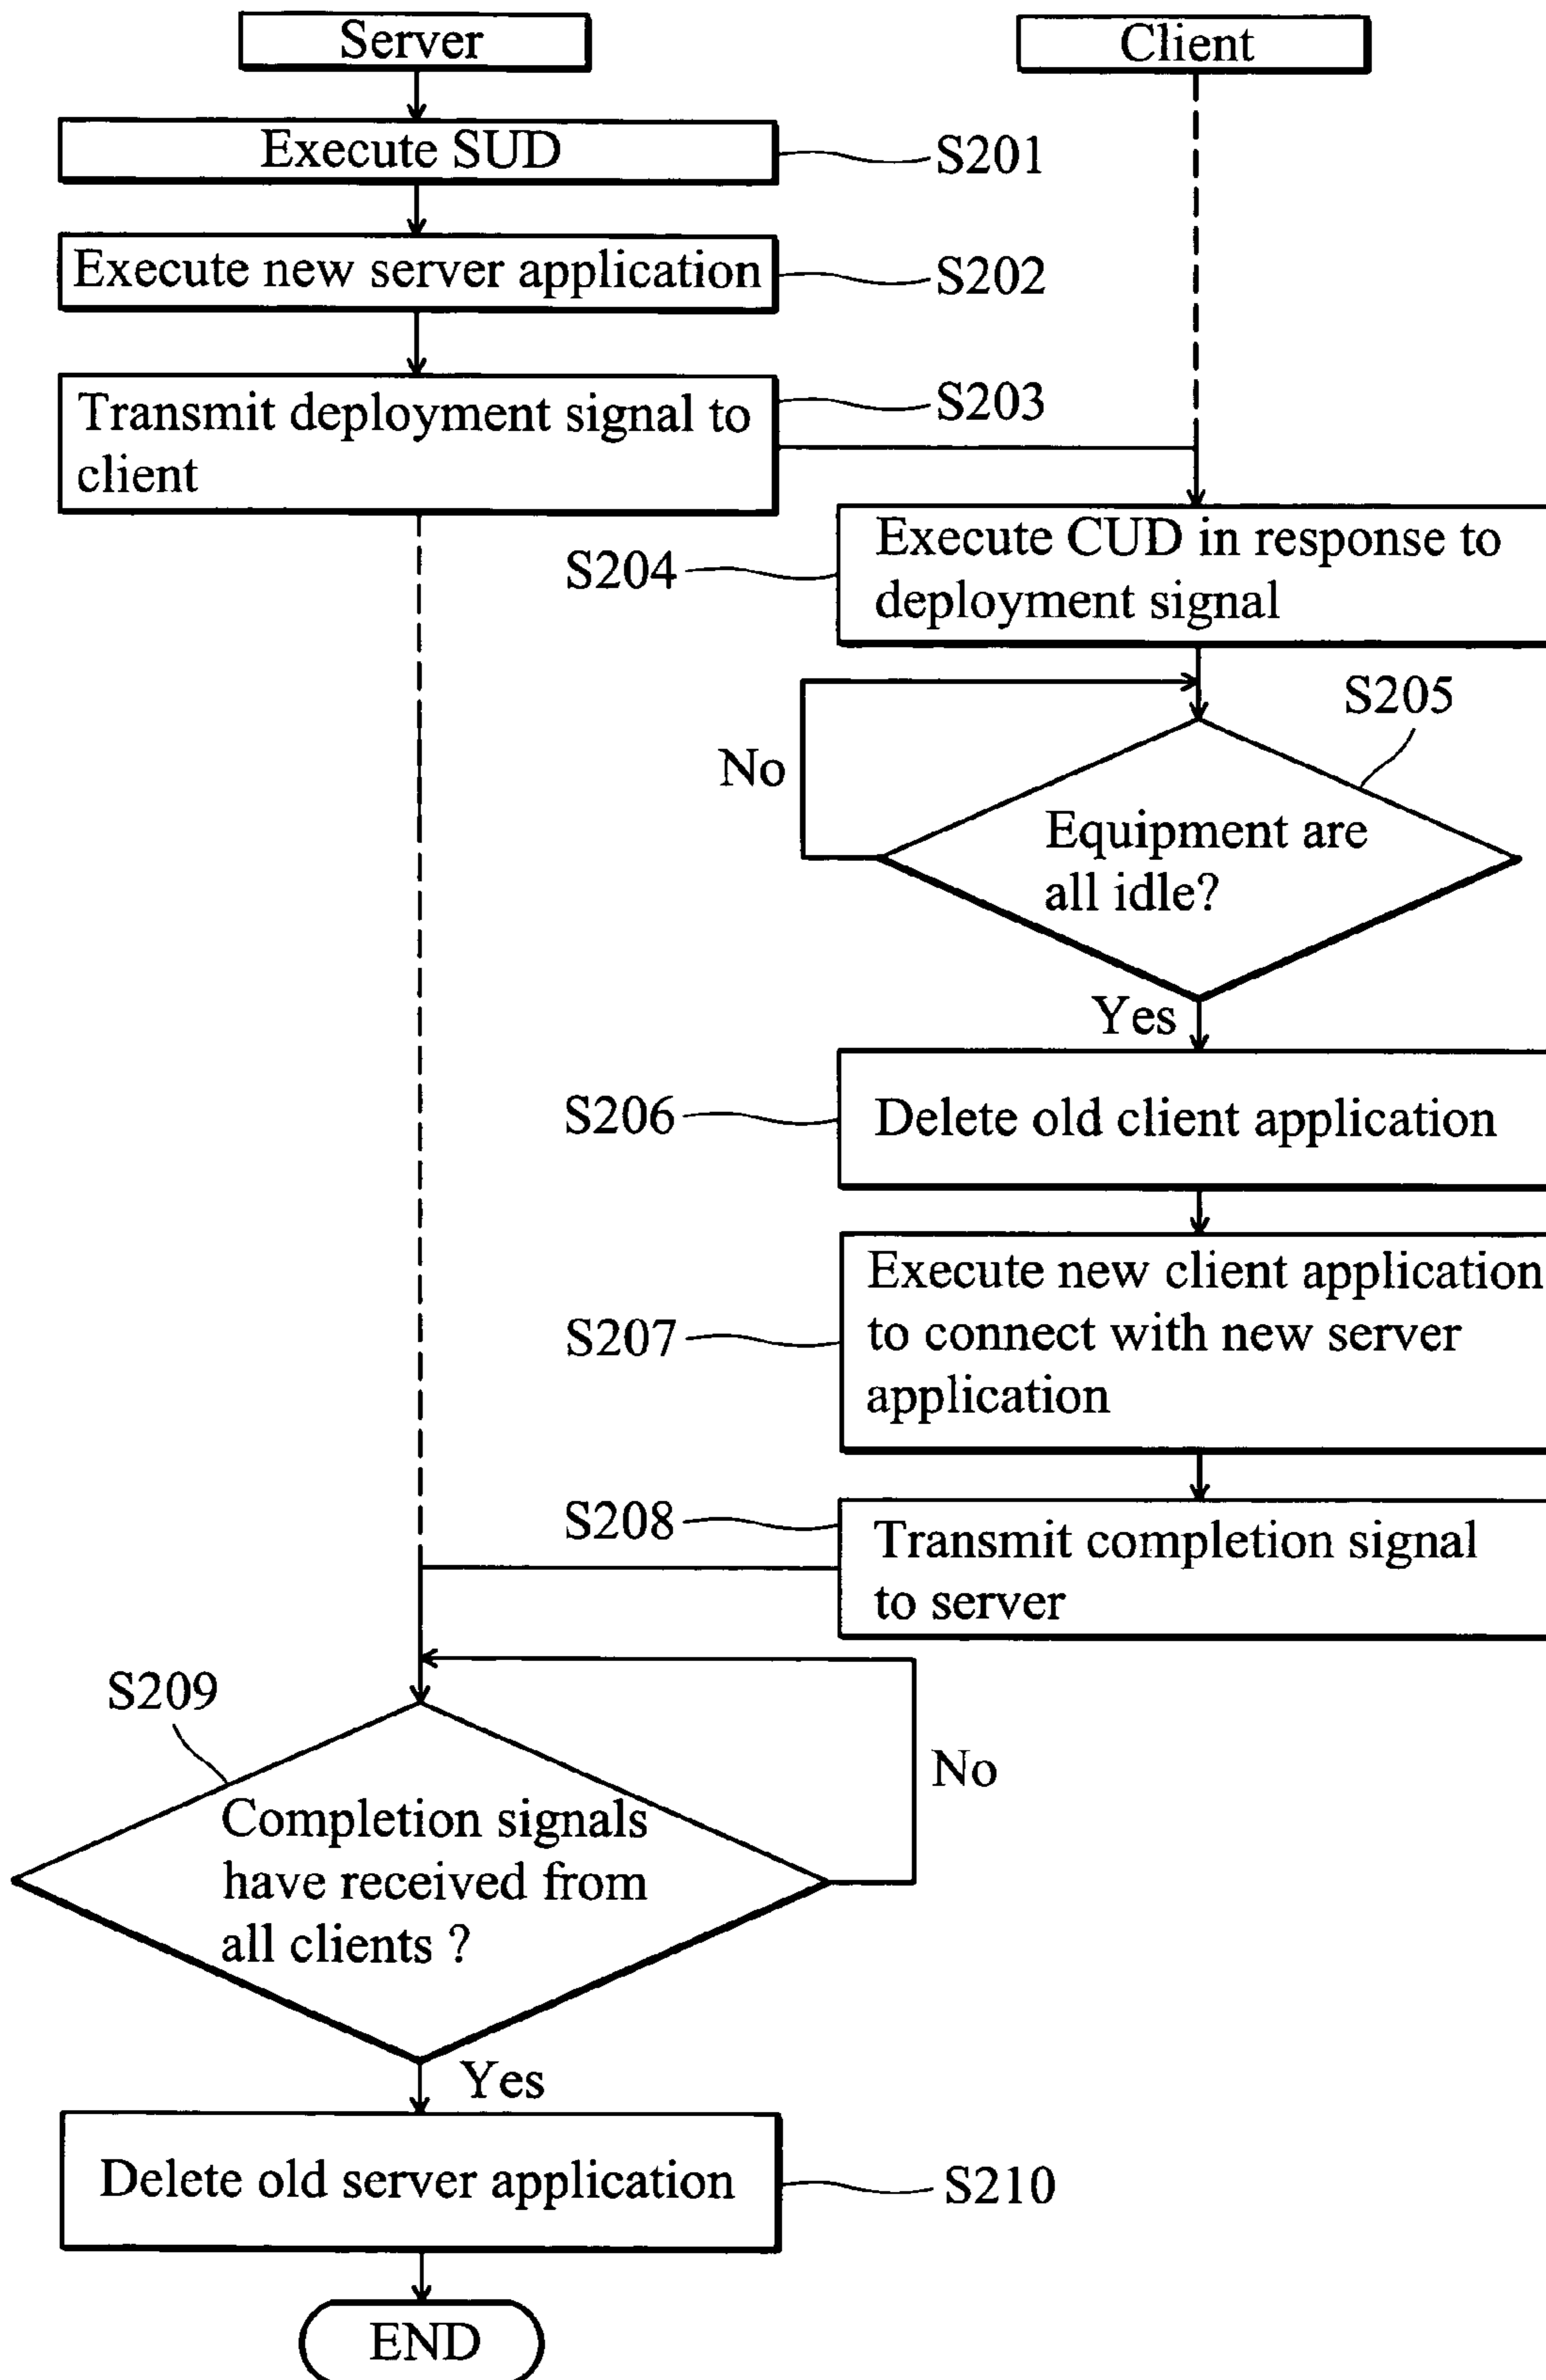 Server
Client
Execute SUD
S201
Execute new server application
S202
Transmit deployment signal to
client
S203
S204
Execute CUD in response to
deployment signal
S205
No
Equipment are
all idle?
Yes
S206
Delete old client application
S207
Execute new client application
to connect with new server
application
S208
Transmit completion signal
to server
S209
No
Completion signals
have received from
all clients ?
Yes
Delete old server application
S210
END